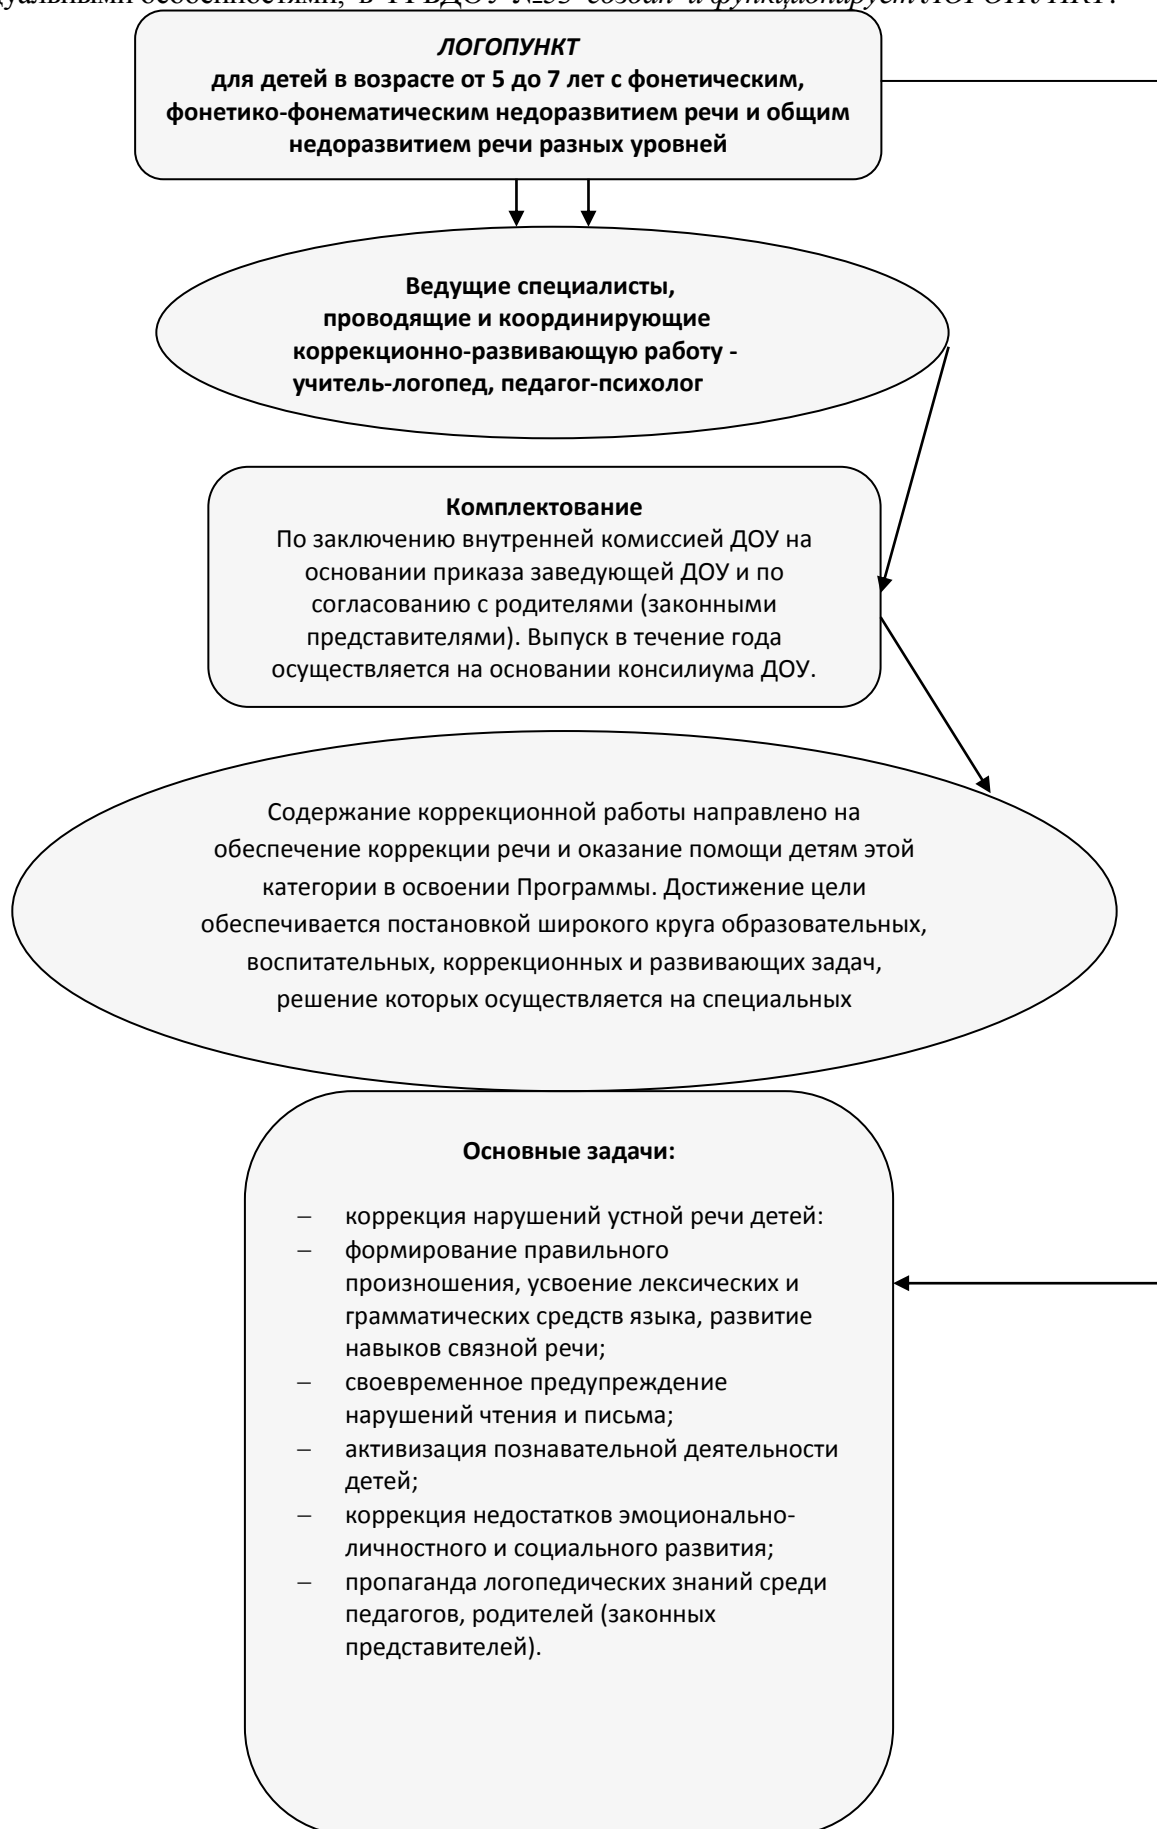 особенностями, в
создан и функционирует ЛОГОПУНКТ.
ЛОГОПУНКТ
для детей в возрасте от 5 до 7 лет с фонетическим,
фонетико-фонематическим недоразвитием речи и общим
недоразвитием речи разных уровней
Ведущие специалисты,
проводящие и координирующие
коррекционно-развивающую работу -
учитель-логопед, педагог-психолог
Комплектование
По заключению внутренней комиссией ДОУ на
основании приказа заведующей ДОУ и по
согласованию с родителями (законными
представителями). Выпуск в течение года
осуществляется на основании консилиума ДОУ.
Содержание коррекционной работы направлено на
обеспечение коррекции речи и оказание помощи детям этой
категории в освоении Программы. Достижение цели
обеспечивается постановкой широкого круга образовательных,
воспитательных, коррекционных и развивающих задач,
решение которых осуществляется на специальных
Основные задачи:
– коррекция нарушений устной речи детей:
– формирование правильного
произношения, усвоение лексических и
грамматических средств языка, развитие
навыков связной речи;
– своевременное предупреждение
нарушений чтения и письма;
– активизация познавательной деятельности
детей;
– коррекция недостатков эмоционально-
личностного и социального развития;
– пропаганда логопедических знаний среди
педагогов, родителей (законных
представителей).